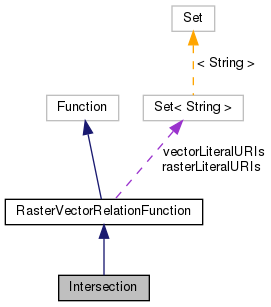 Set
< String >
Function
Set< String >
vectorLiteralURIs
rasterLiteralURIs
RasterVectorRelationFunction
Intersection